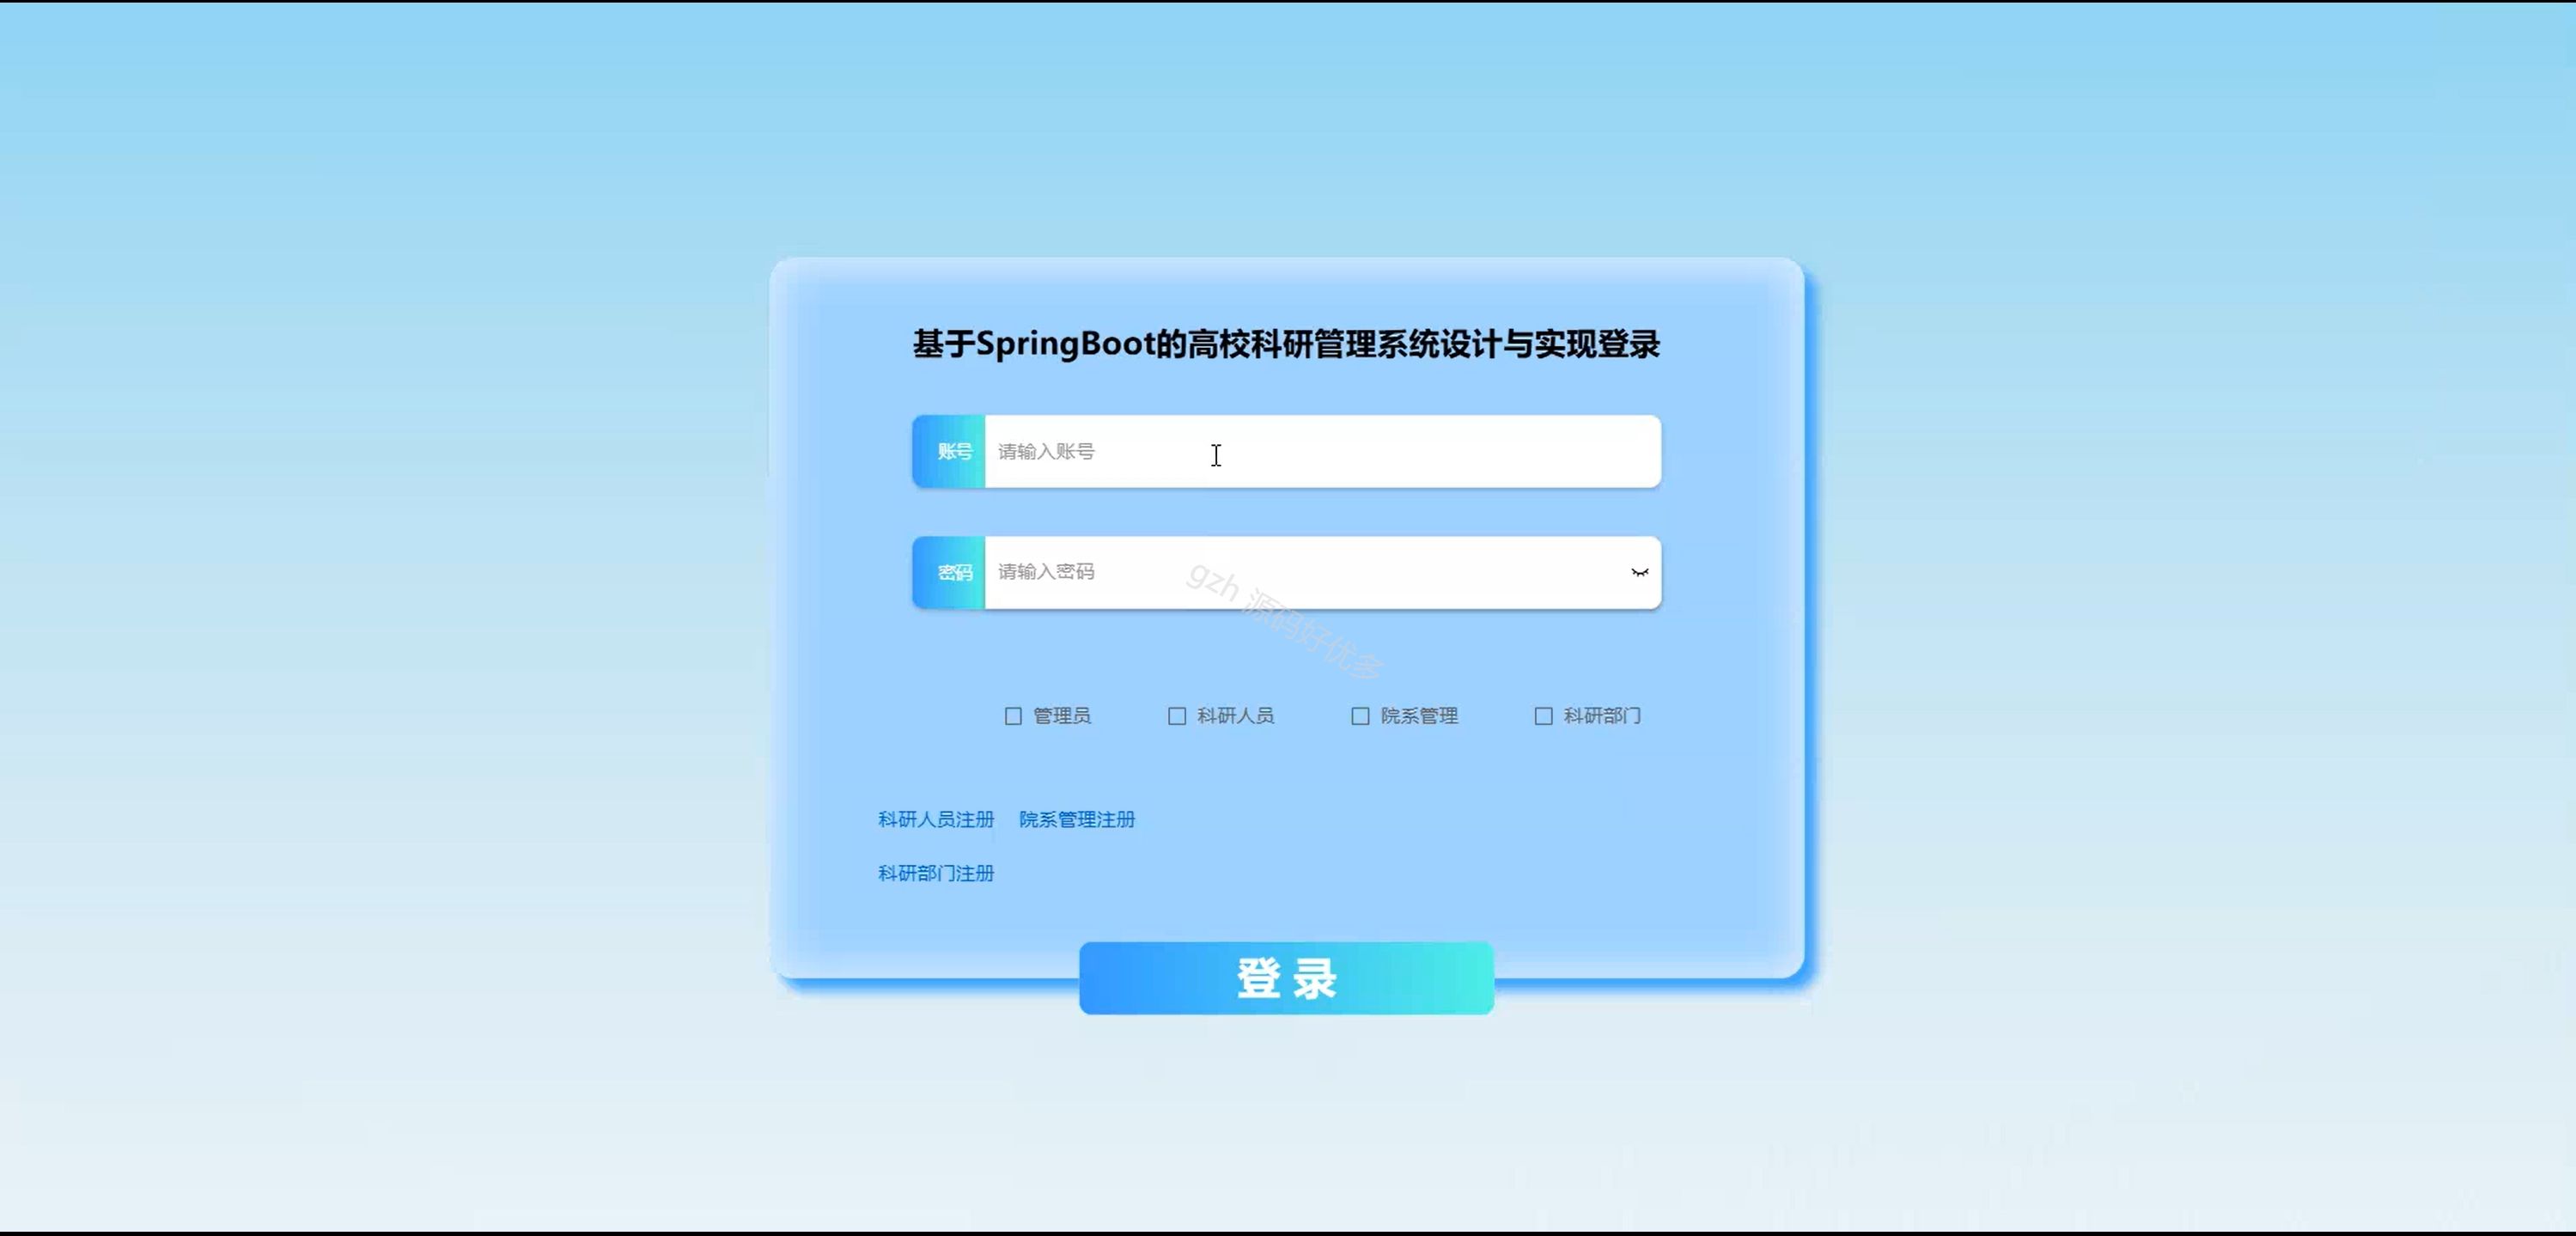 基于SpringBoot的高校科研管理系统设计与实现登录
账号 请输入账号
密码 请输入密码
gzh 源码好优多
管理员 科研人员 院系管理 科研部门
科研人员注册 院系管理注册
科研部门注册
登录